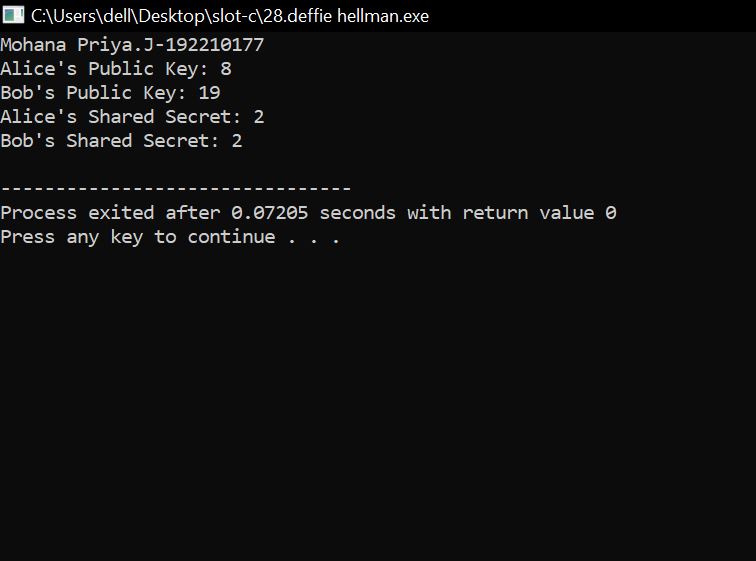 C:\Users\dell\Desktop\slot-c\28.deffie hellman.exe
Mohana Priya.J-192210177
Alice's Public Key: 8
Bob's Public Key: 19
Alice's Shared Secret: 2
Bob's Shared Secret: 2
--------------------------------
Process exited after 0.07205 seconds with return value 0
Press any key to continue . . .